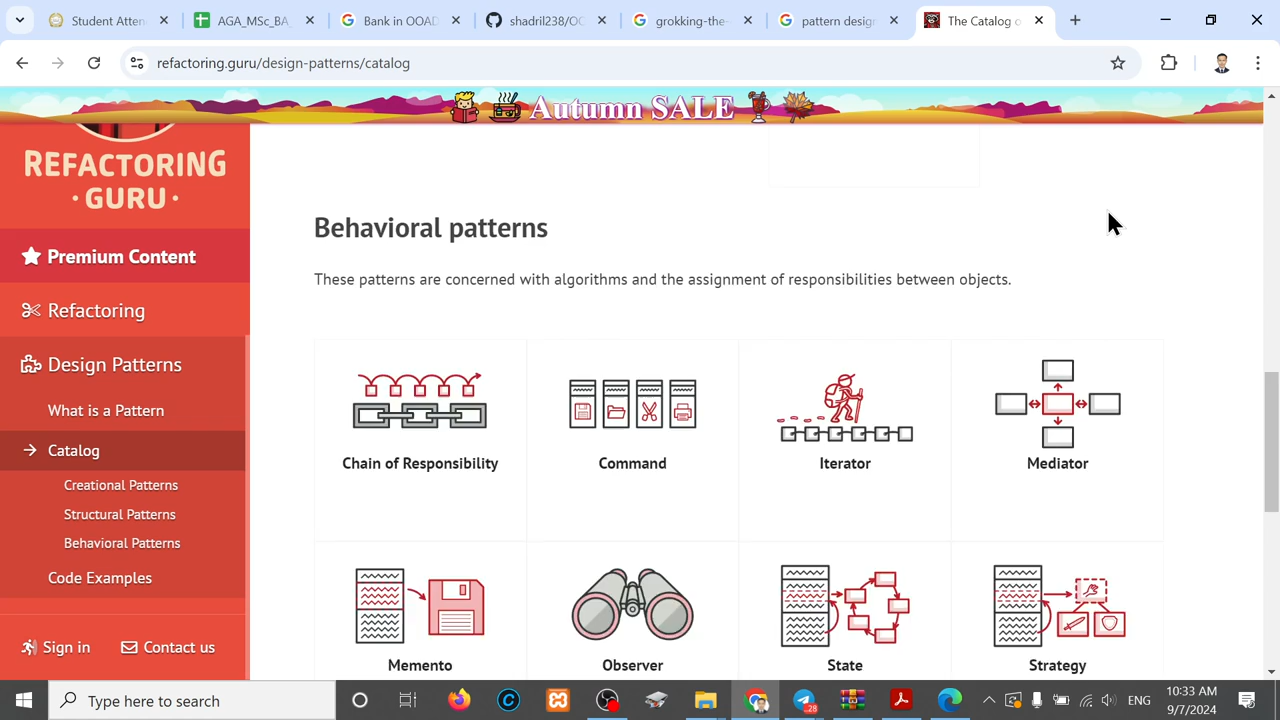 Student Atten
AGA_MSc_BA
Bank in OOAD
shadril238/OO
grokking-the-
pattern desig
The Catalog o
refactoring.guru/design-patterns/catalog
Autumn SALE
REFACTORING
· GURU ·
Premium Content
Refactoring
Design Patterns
What is a Pattern
Catalog
Creational Patterns
Structural Patterns
Behavioral Patterns
Code Examples
Sign in
Contact us
Behavioral patterns
These patterns are concerned with algorithms and the assignment of responsibilities between objects.
Chain of Responsibility
Command
Iterator
Mediator
Memento
Observer
State
Strategy
Type here to search
28
ENG
10:33 AM
9/7/2024